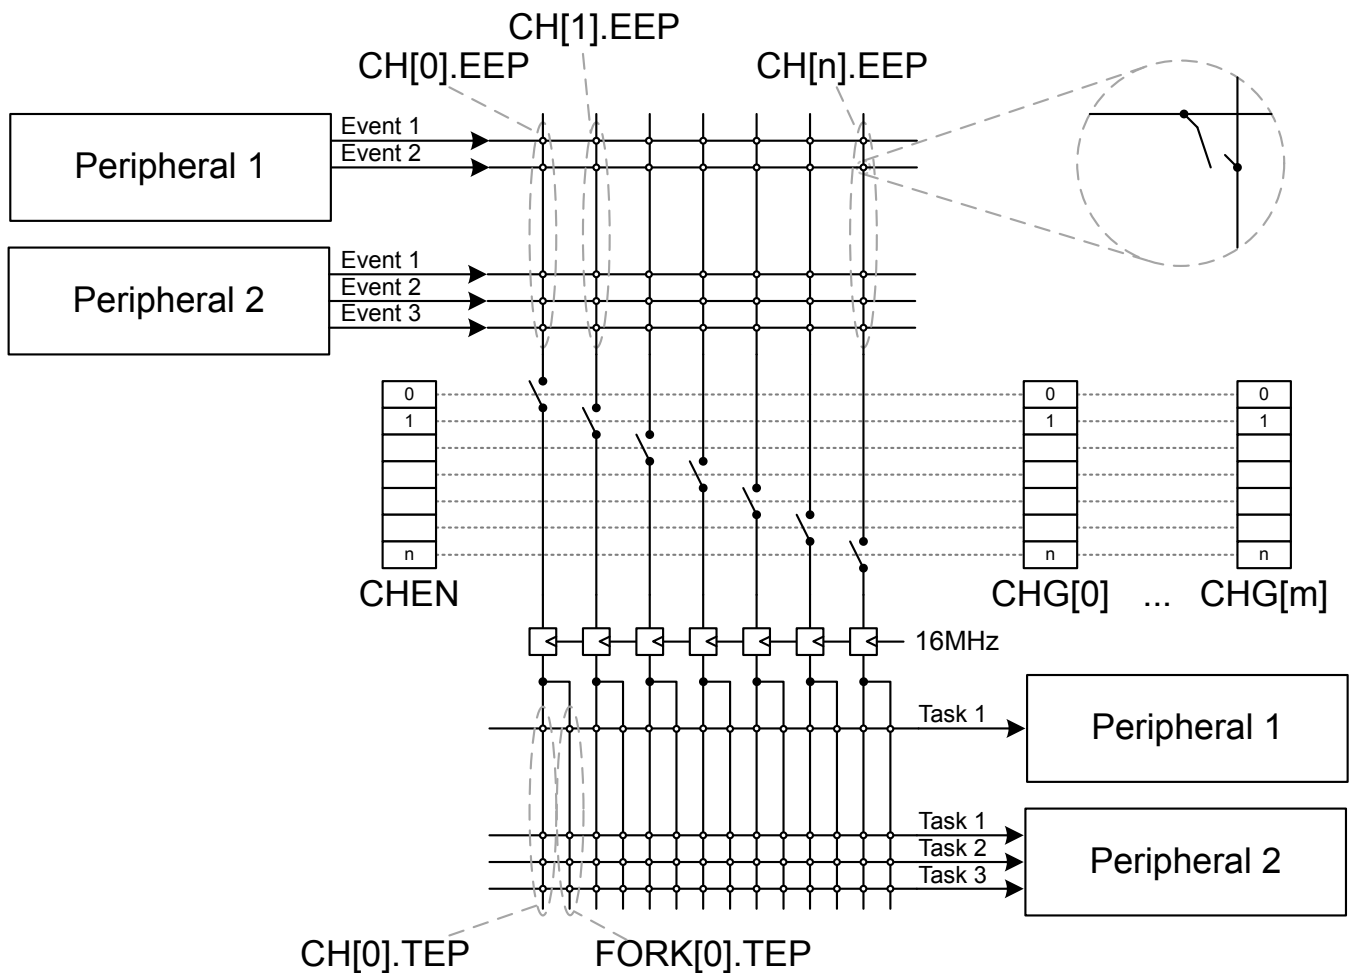 CH[1].EEP
CH[0].EEP
CH[n].EEP
Peripheral 1
Event 1
Event 2
Peripheral 2
Event 1
Event 2
Event 3
0
1
n
CHEN
0
1
n
CHG[0]
...
0
1
n
CHG[m]
16MHz
Task 1
Peripheral 1
Task 1
Task 2
Task 3
Peripheral 2
CH[0].TEP
FORK[0].TEP